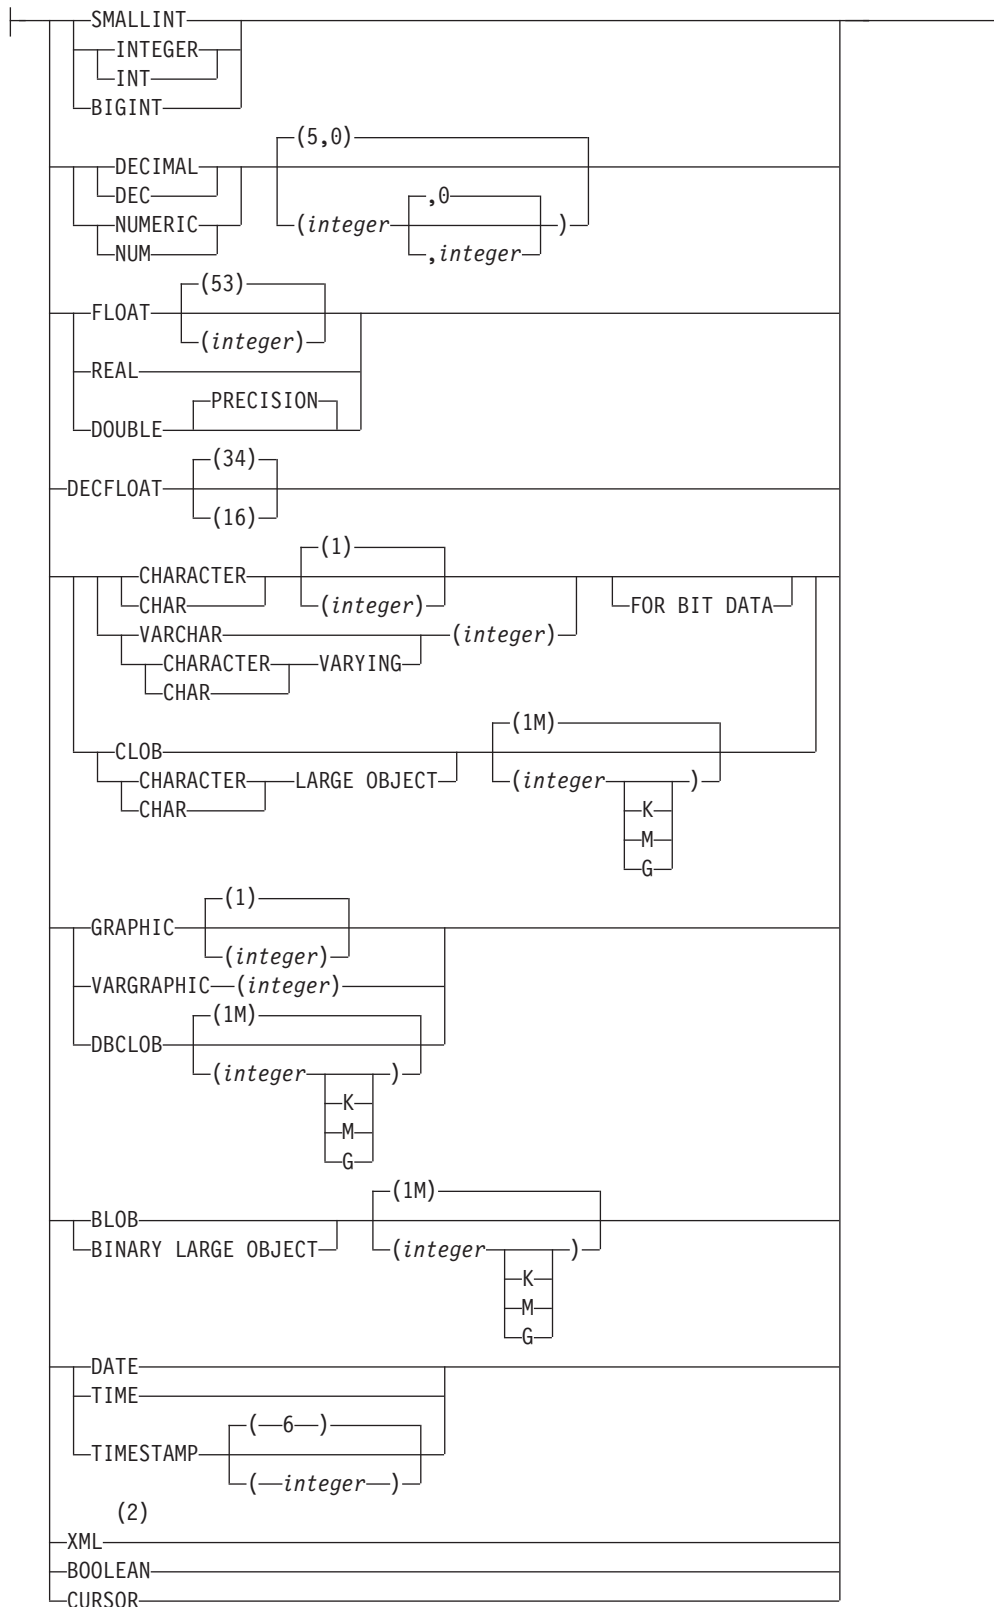 SMALLINT
INTEGER
INT
BIGINT
(5,0)
DECIMAL
DEC
,0
NUMERIC
(integer )
NUM
,integer
(53)
FLOAT
(integer)
REAL
PRECISION
DOUBLE
(34)
DECFLOAT
(16)
(1)
CHARACTER
CHAR
(integer)
FOR BIT DATA
VARCHAR
(integer)
CHARACTER VARYING
CHAR
(1M)
CLOB
CHARACTER LARGE OBJECT
(integer )
CHAR
K
M
G
(1)
GRAPHIC
(integer)
VARGRAPHIC (integer)
(1M)
DBCLOB
(integer )
K
M
G
(1M)
BLOB
BINARY LARGE OBJECT
(integer )
K
M
G
DATE
TIME
( 6 )
TIMESTAMP
( integer )
(2)
XML
BOOLEAN
CURSOR